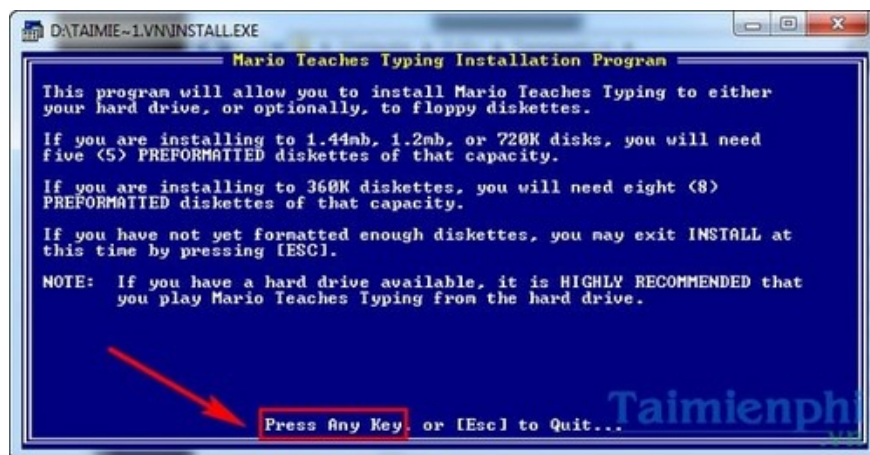 D:\TAIMIE~1.VN\INSTALL.EXE
Mario Teaches Typing Installation Program
This program will allow you to install Mario Teaches Typing to either
your hard drive, or optionally, to floppy diskettes.
If you are installing to 1.44mb, 1.2mb, or 720K disks, you will need
five (5) PREFORMATTED diskettes of that capacity.
If you are installing to 360K diskettes, you will need eight (8)
PREFORMATTED diskettes of that capacity.
If you have not yet formatted enough diskettes, you may exit INSTALL at
this time by pressing [ESC].
NOTE: If you have a hard drive available, it is HIGHLY RECOMMENDED that
you play Mario Teaches Typing from the hard drive.
Press Any Key, or [Esc] to Quit...
Taimienphi
.vn